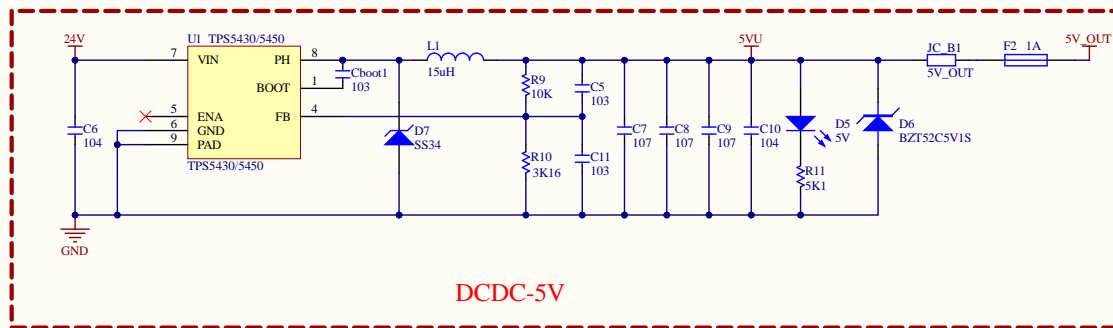 24V
U1 TPS5430/5450
7
VIN
PH
8
BOOT
1
5
ENA
FB
4
6
GND
9
PAD
TPS5430/5450
C6
104
GND
Cboot1
103
L1
15uH
D7
SS34
R9
10K
C5
103
R10
3K16
C11
103
C7
107
C8
107
C9
107
5VU
C10
104
D5
5V
R11
5K1
D6
BZT52C5V1S
JC_B1
5V_OUT
F2 1A
5V_OUT
DCDC-5V